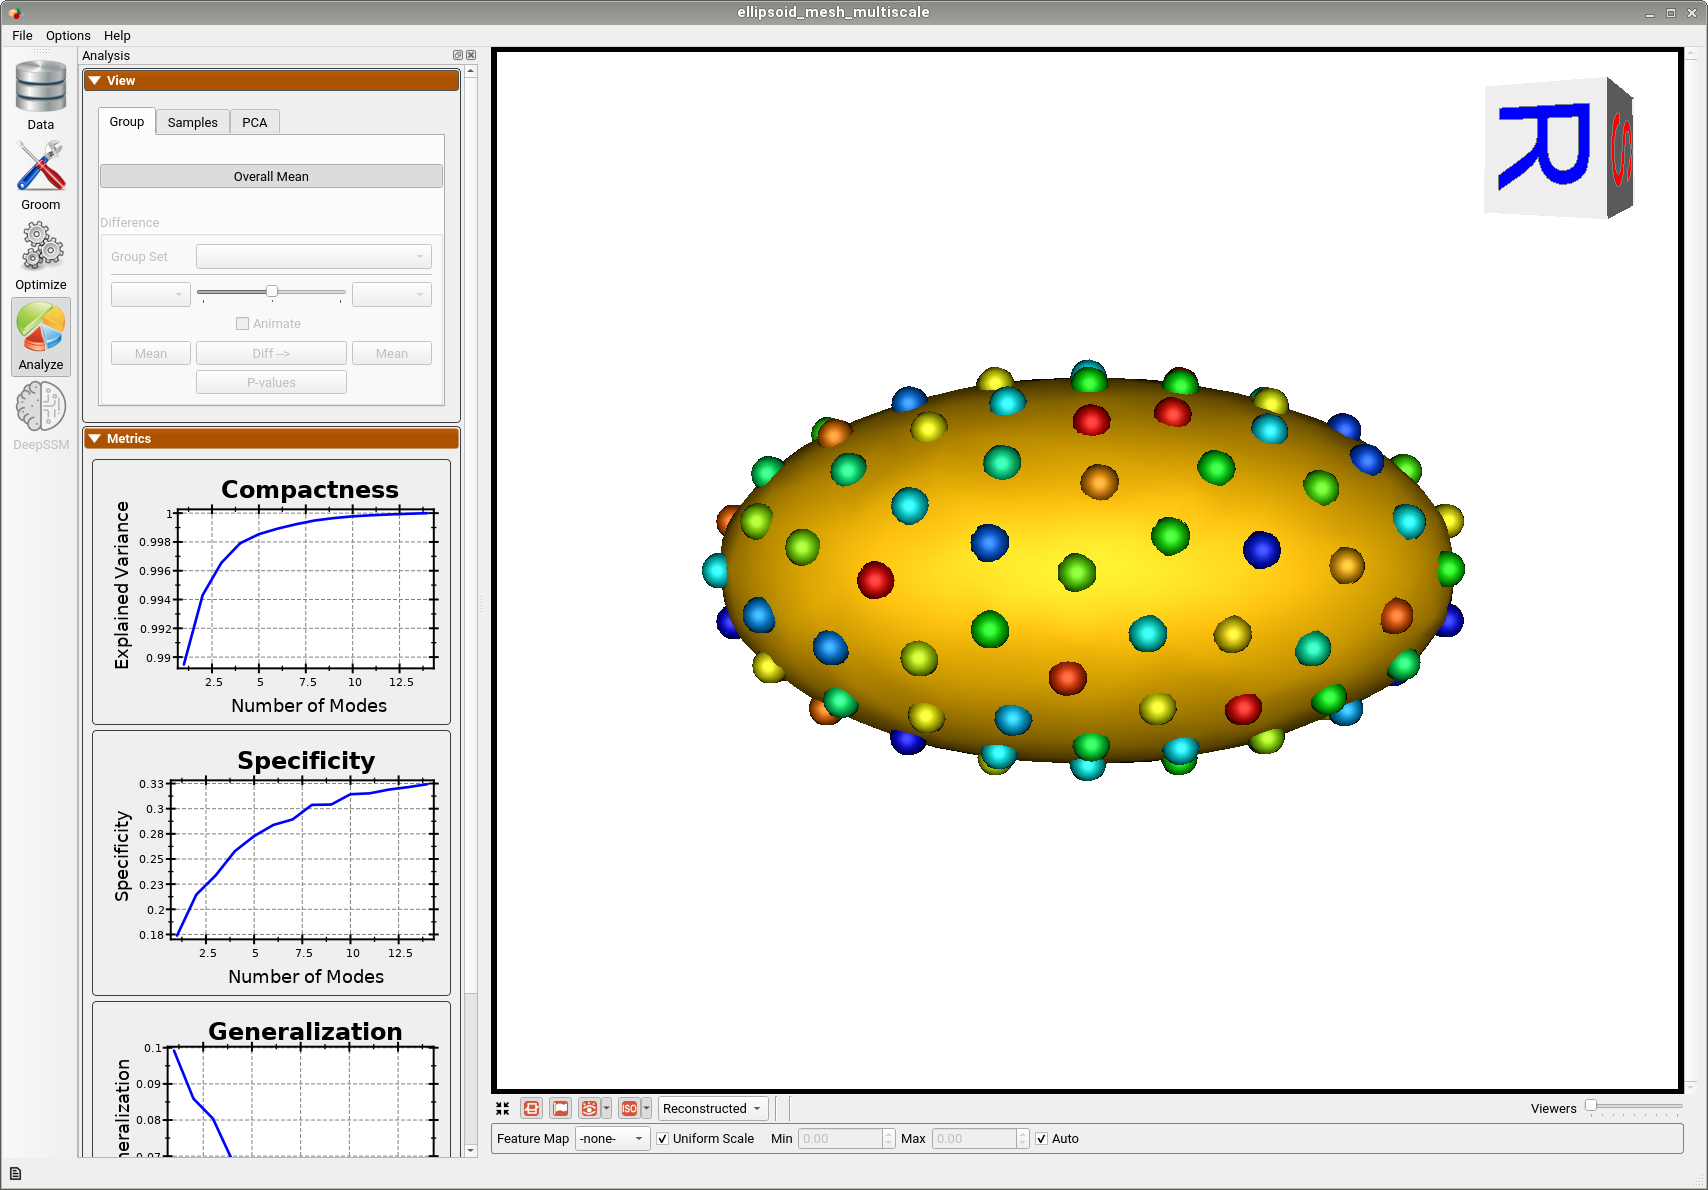 ellipsoid_mesh_multiscale
File Options Help
Analysis
Data
Groom
Optimize
Analyze
DeepSSM
View
Group Samples PCA
Overall Mean
Difference
Group Set
Animate
Mean Diff --> Mean
P-values
Metrics
Compactness
Explained Variance
1
0.998
0.996
0.994
0.992
0.99
2.5 5 7.5 10 12.5
Number of Modes
Specificity
Specificity
0.33
0.3
0.28
0.25
0.23
0.2
0.18
2.5 5 7.5 10 12.5
Number of Modes
Generalization
neralization
0.1
0.09
0.08
0.07
R S
ISO Reconstructed Viewers
Feature Map -none- Uniform Scale Min 0.00 Max 0.00 Auto